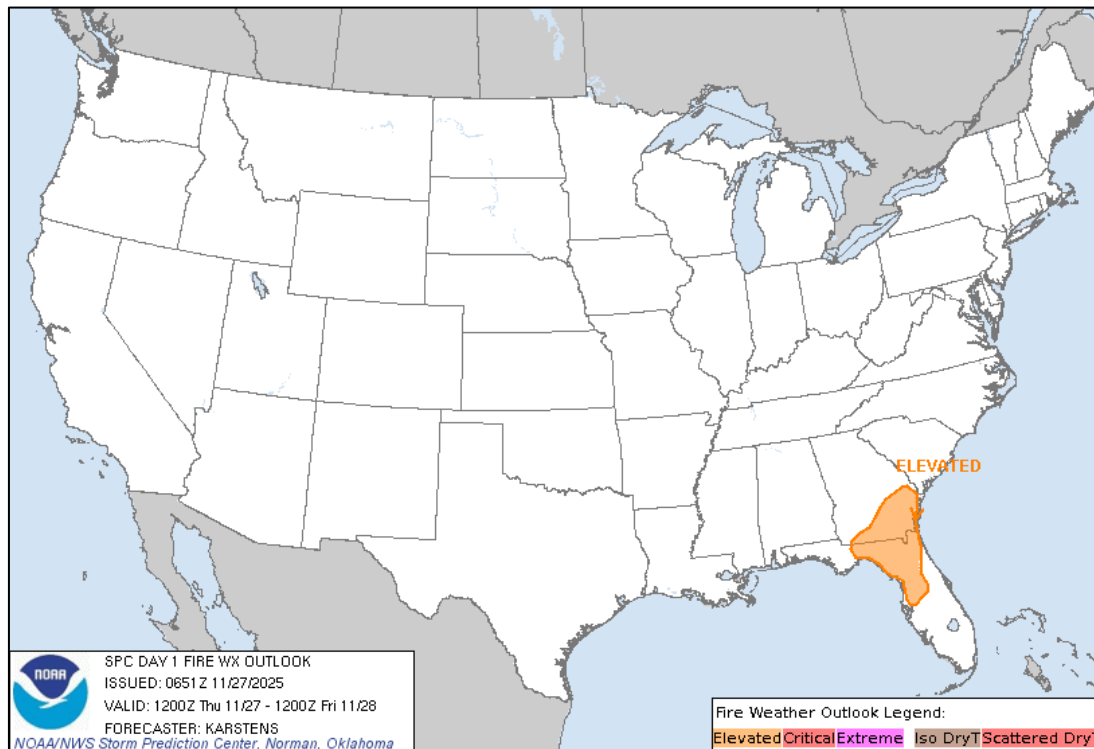 ELEVATED
NOAA
SPC DAY 1 FIRE WX OUTLOOK
ISSUED: 0651Z 11/27/2025
VALID: 1200Z Thu 11/27 - 1200Z Fri 11/28
FORECASTER: KARSTENS
NOAA/NWS Storm Prediction Center, Norman, Oklahoma
Fire Weather Outlook Legend:
Elevated Critical Extreme Iso DryT Scattered DryT